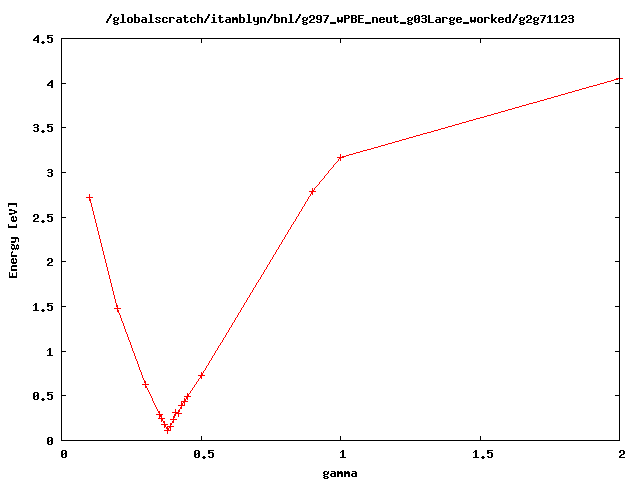 /globalscratch/itamblyn/bnl/g297_wPBE_neut_g03Large_worked/g2g71123
4.5
4
3.5
3
2.5
2
1.5
1
0.5
0
Energy [eV]
0 0.5 1 1.5 2
gamma